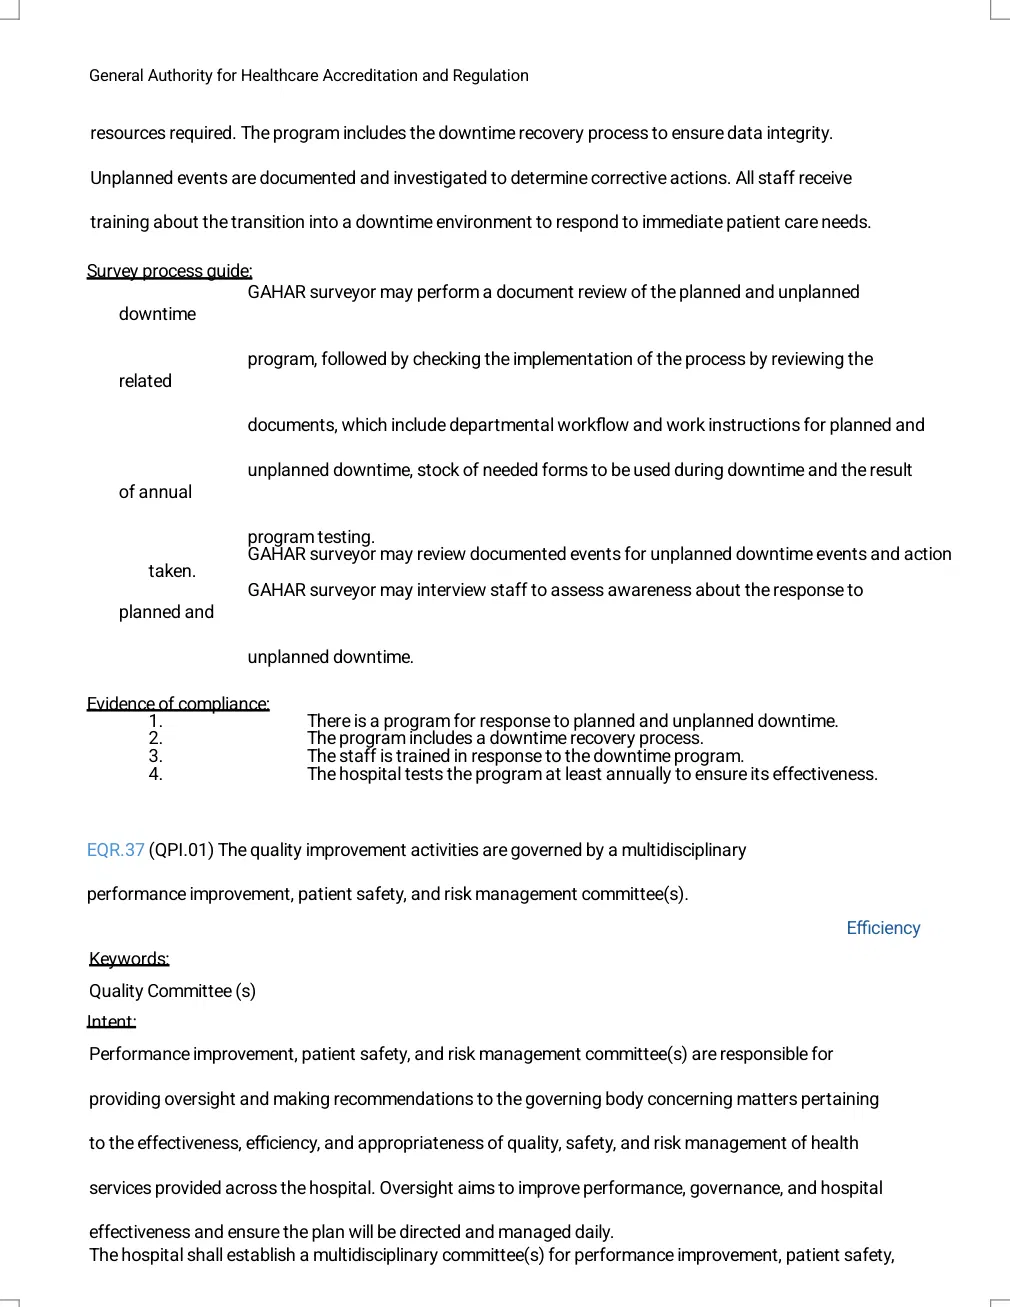 General Authority for Healthcare Accreditation and Regulation
resources required. The program includes the downtime recovery process to ensure data integrity.
Unplanned events are documented and investigated to determine corrective actions. All staff receive
training about the transition into a downtime environment to respond to immediate patient care needs.
Survey process guide:
GAHAR surveyor may perform a document review of the planned and unplanned
downtime
program, followed by checking the implementation of the process by reviewing the
related
documents, which include departmental workflow and work instructions for planned and
unplanned downtime, stock of needed forms to be used during downtime and the result
of annual
program testing.
GAHAR surveyor may review documented events for unplanned downtime events and action
taken.
GAHAR surveyor may interview staff to assess awareness about the response to
planned and
unplanned downtime.
Evidence of compliance:
1. There is a program for response to planned and unplanned downtime.
2. The program includes a downtime recovery process.
3. The staff is trained in response to the downtime program.
4. The hospital tests the program at least annually to ensure its effectiveness.
EQR.37 (QPI.01) The quality improvement activities are governed by a multidisciplinary
performance improvement, patient safety, and risk management committee(s).
Efficiency
Keywords:
Quality Committee (s)
Intent:
Performance improvement, patient safety, and risk management committee(s) are responsible for
providing oversight and making recommendations to the governing body concerning matters pertaining
to the effectiveness, efficiency, and appropriateness of quality, safety, and risk management of health
services provided across the hospital. Oversight aims to improve performance, governance, and hospital
effectiveness and ensure the plan will be directed and managed daily.
The hospital shall establish a multidisciplinary committee(s) for performance improvement, patient safety,